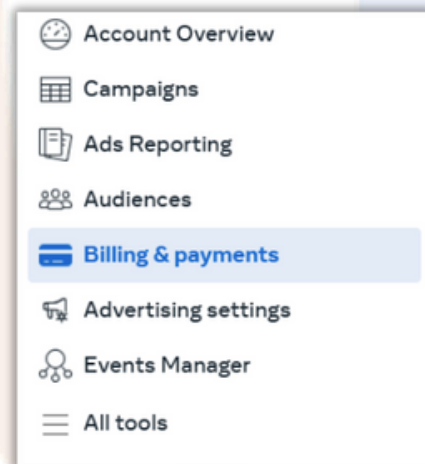 Account Overview
Campaigns
Ads Reporting
Audiences
Billing & payments
Advertising settings
Events Manager
All tools